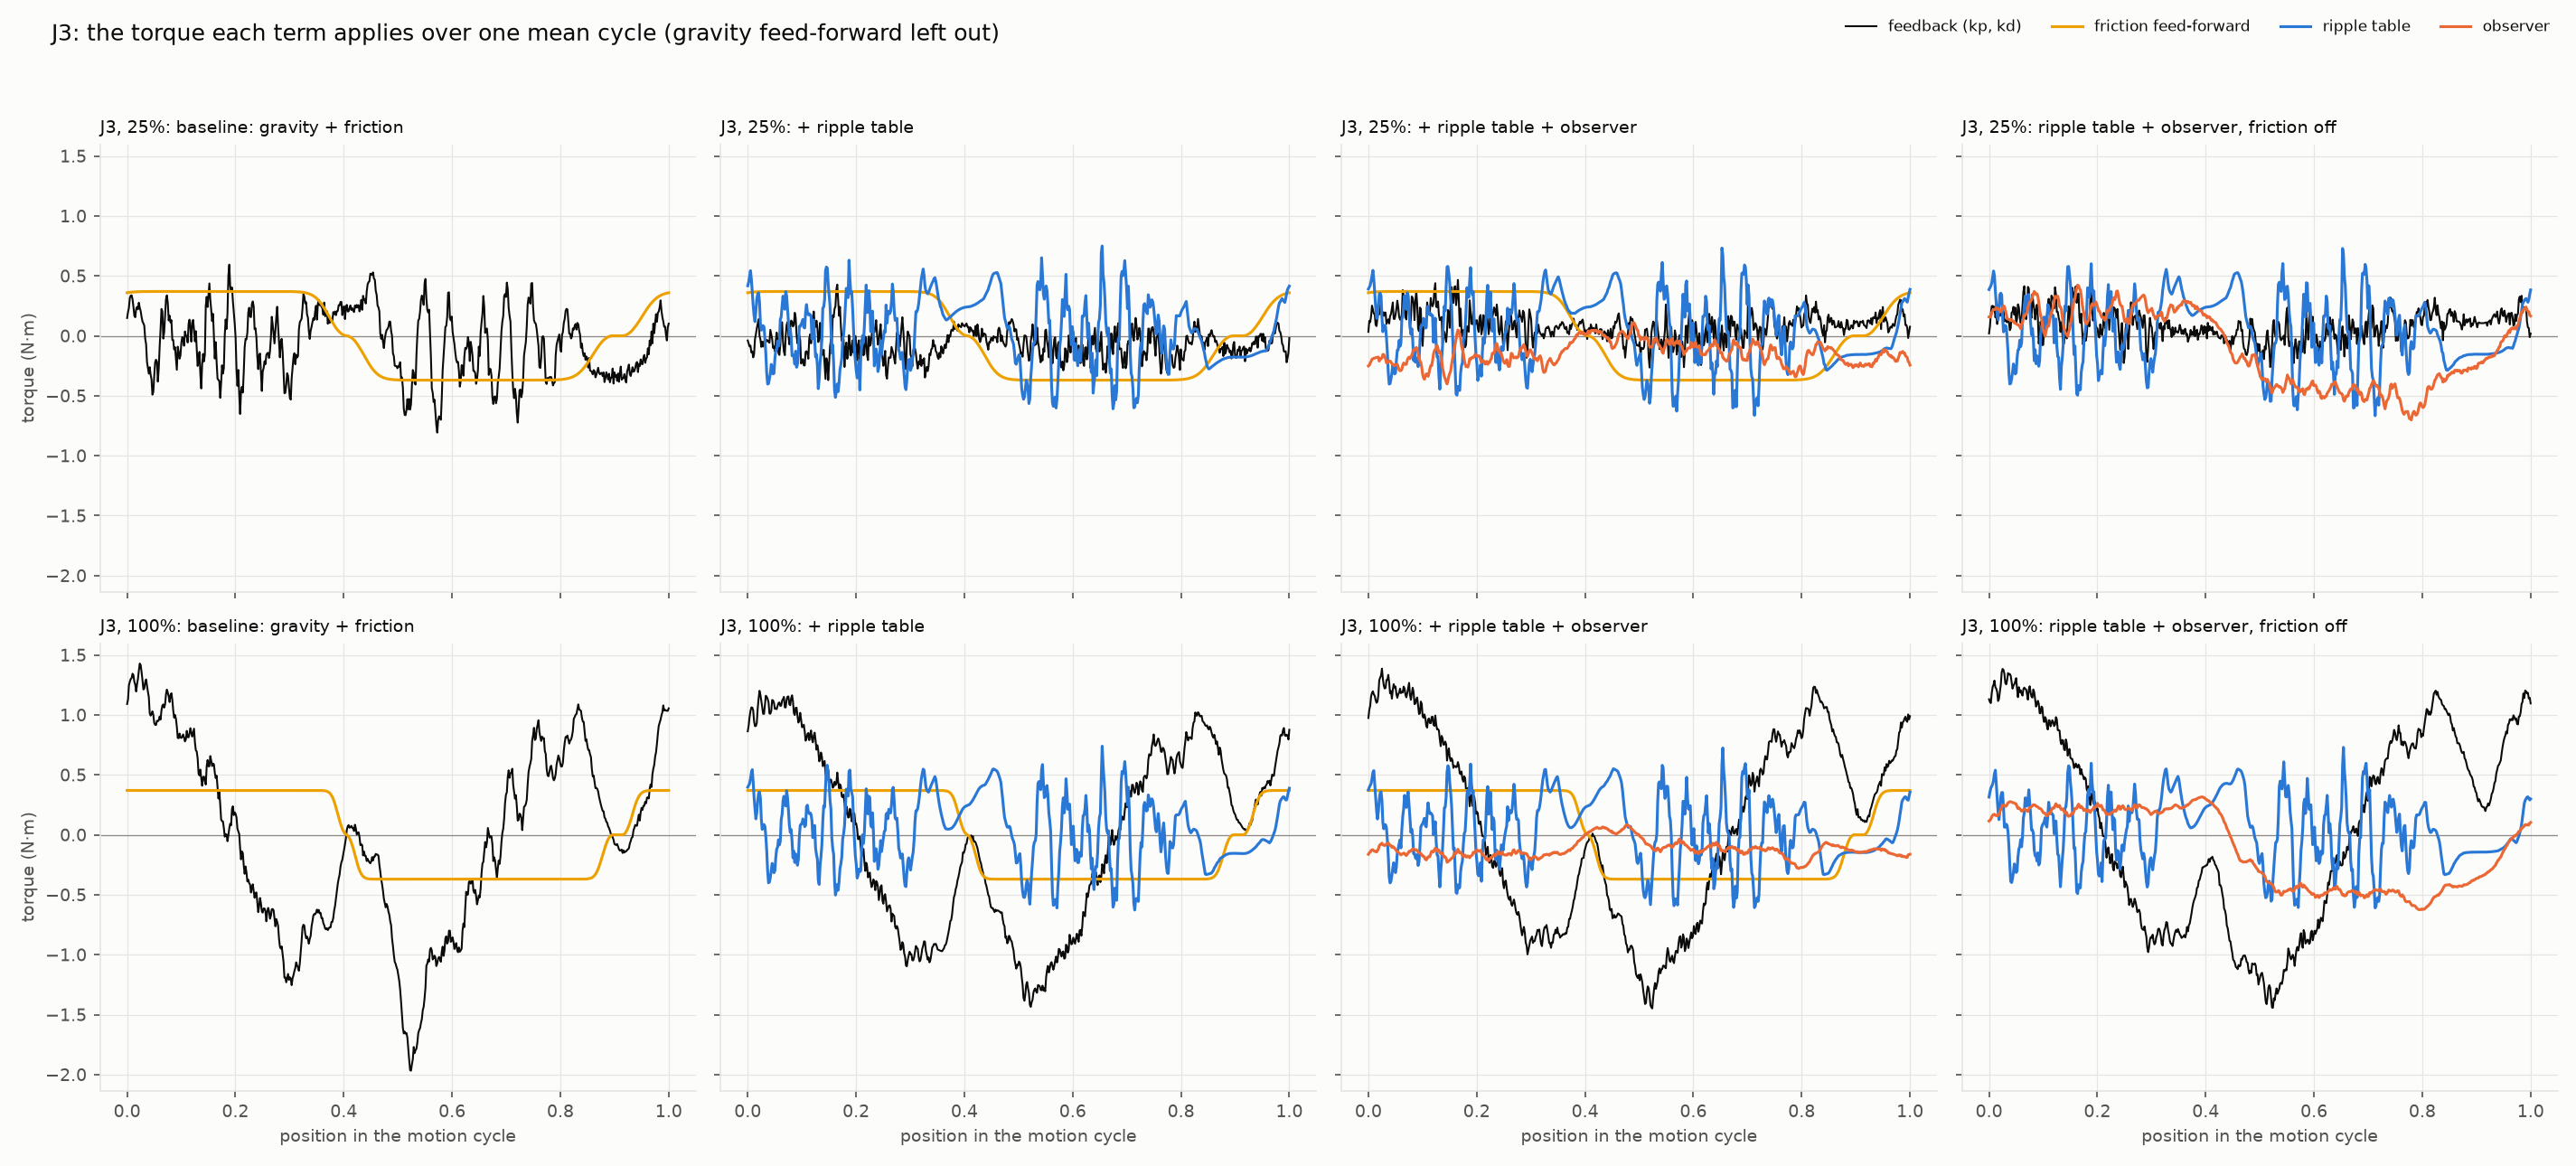 J3: the torque each term applies over one mean cycle (gravity feed-forward left out)
feedback (kp, kd) friction feed-forward ripple table observer
J3, 25%: baseline: gravity + friction
J3, 25%: + ripple table
J3, 25%: + ripple table + observer
J3, 25%: ripple table + observer, friction off
1.5
1.0
0.5
0.0
−0.5
−1.0
−1.5
−2.0
torque (N·m)
J3, 100%: baseline: gravity + friction
J3, 100%: + ripple table
J3, 100%: + ripple table + observer
J3, 100%: ripple table + observer, friction off
1.5
1.0
0.5
0.0
−0.5
−1.0
−1.5
−2.0
torque (N·m)
0.0 0.2 0.4 0.6 0.8 1.0
0.0 0.2 0.4 0.6 0.8 1.0
0.0 0.2 0.4 0.6 0.8 1.0
0.0 0.2 0.4 0.6 0.8 1.0
position in the motion cycle
position in the motion cycle
position in the motion cycle
position in the motion cycle